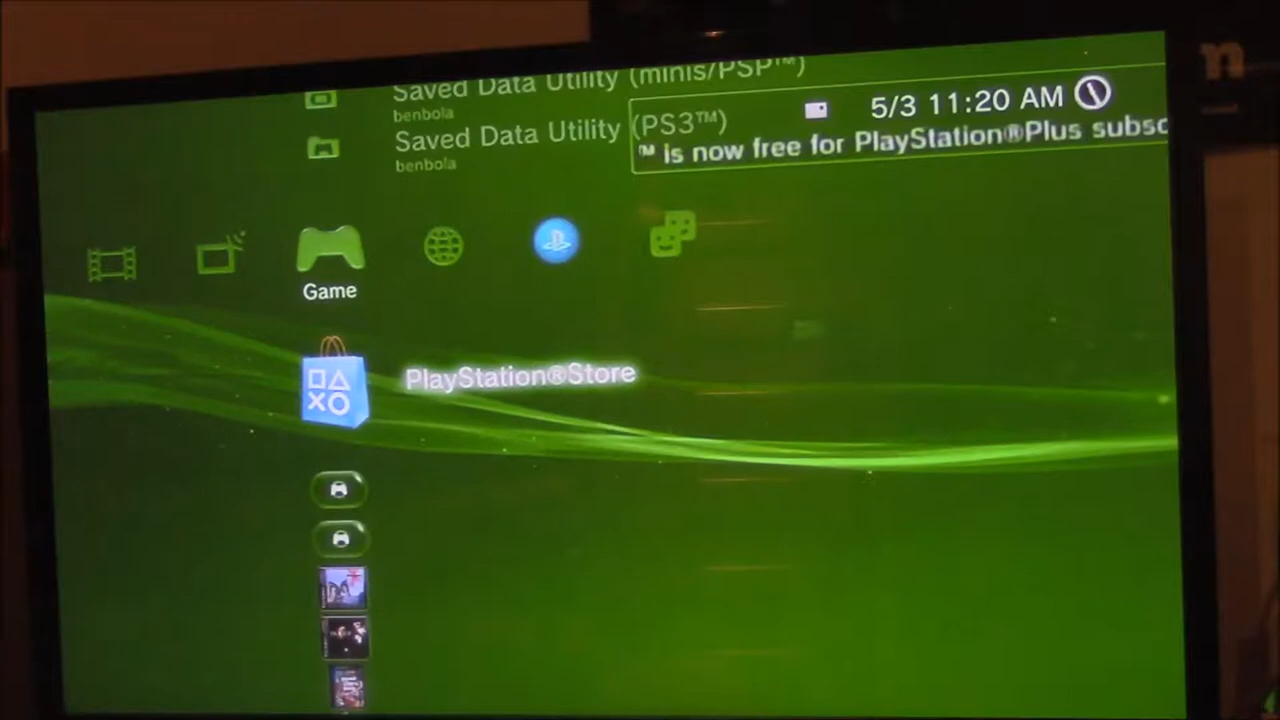 Saved Data Utility (minis/PSP™)
benbola
Saved Data Utility (PS3™)
benbola
5/3 11:20 AM
™ is now free for PlayStation®Plus subsc
Game
PlayStation®Store
n